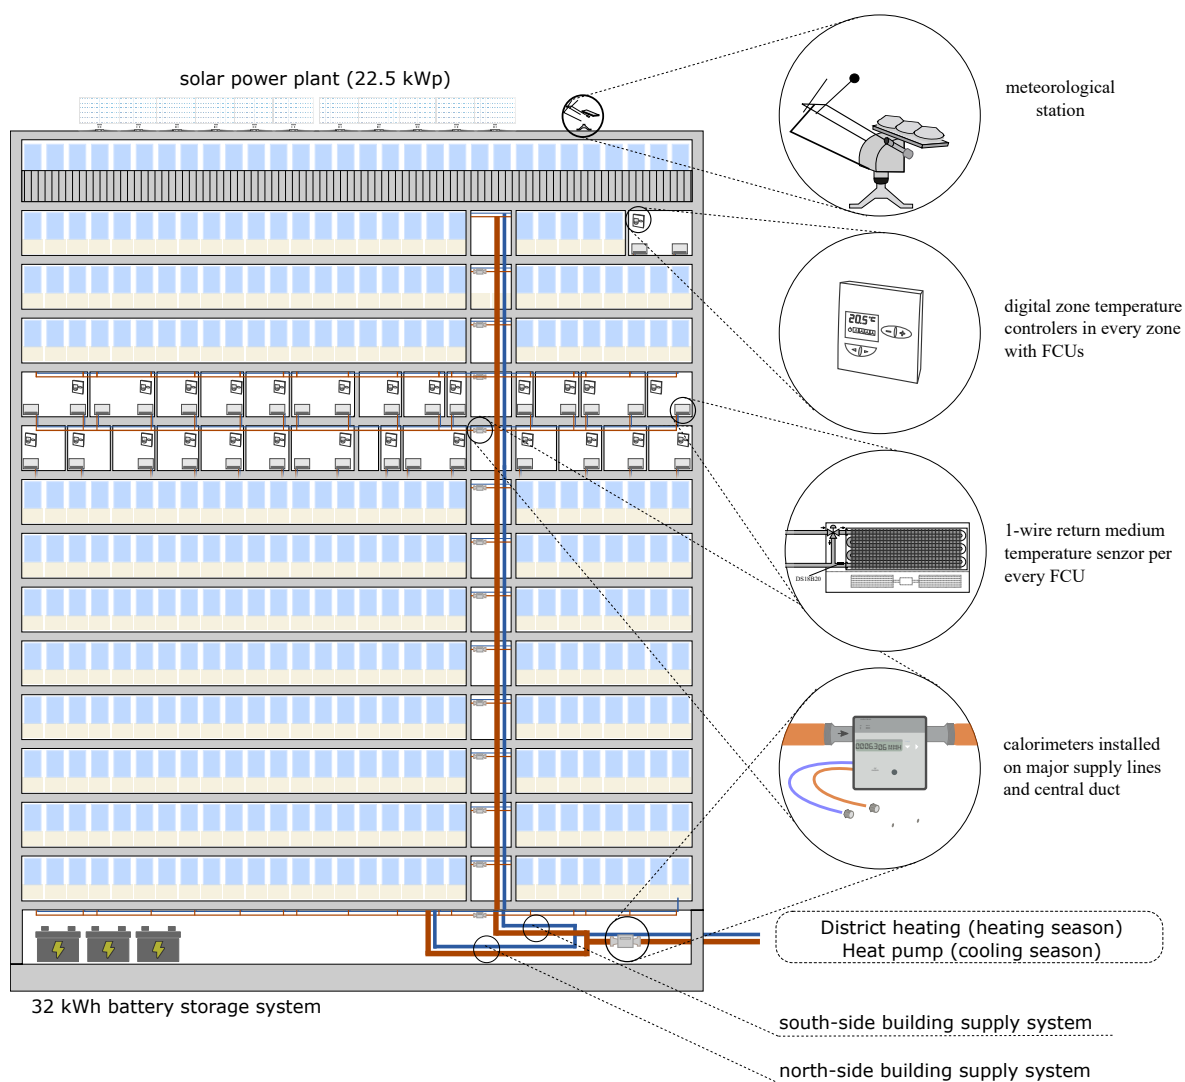 solar power plant (22.5 kWp)
meteorological
station
digital zone temperature
controlers in every zone
with FCUs
20.5 °C
1-wire return medium
temperature senzor per
every FCU
DS18B20
calorimeters installed
on major supply lines
and central duct
District heating (heating season)
Heat pump (cooling season)
32 kWh battery storage system
south-side building supply system
north-side building supply system